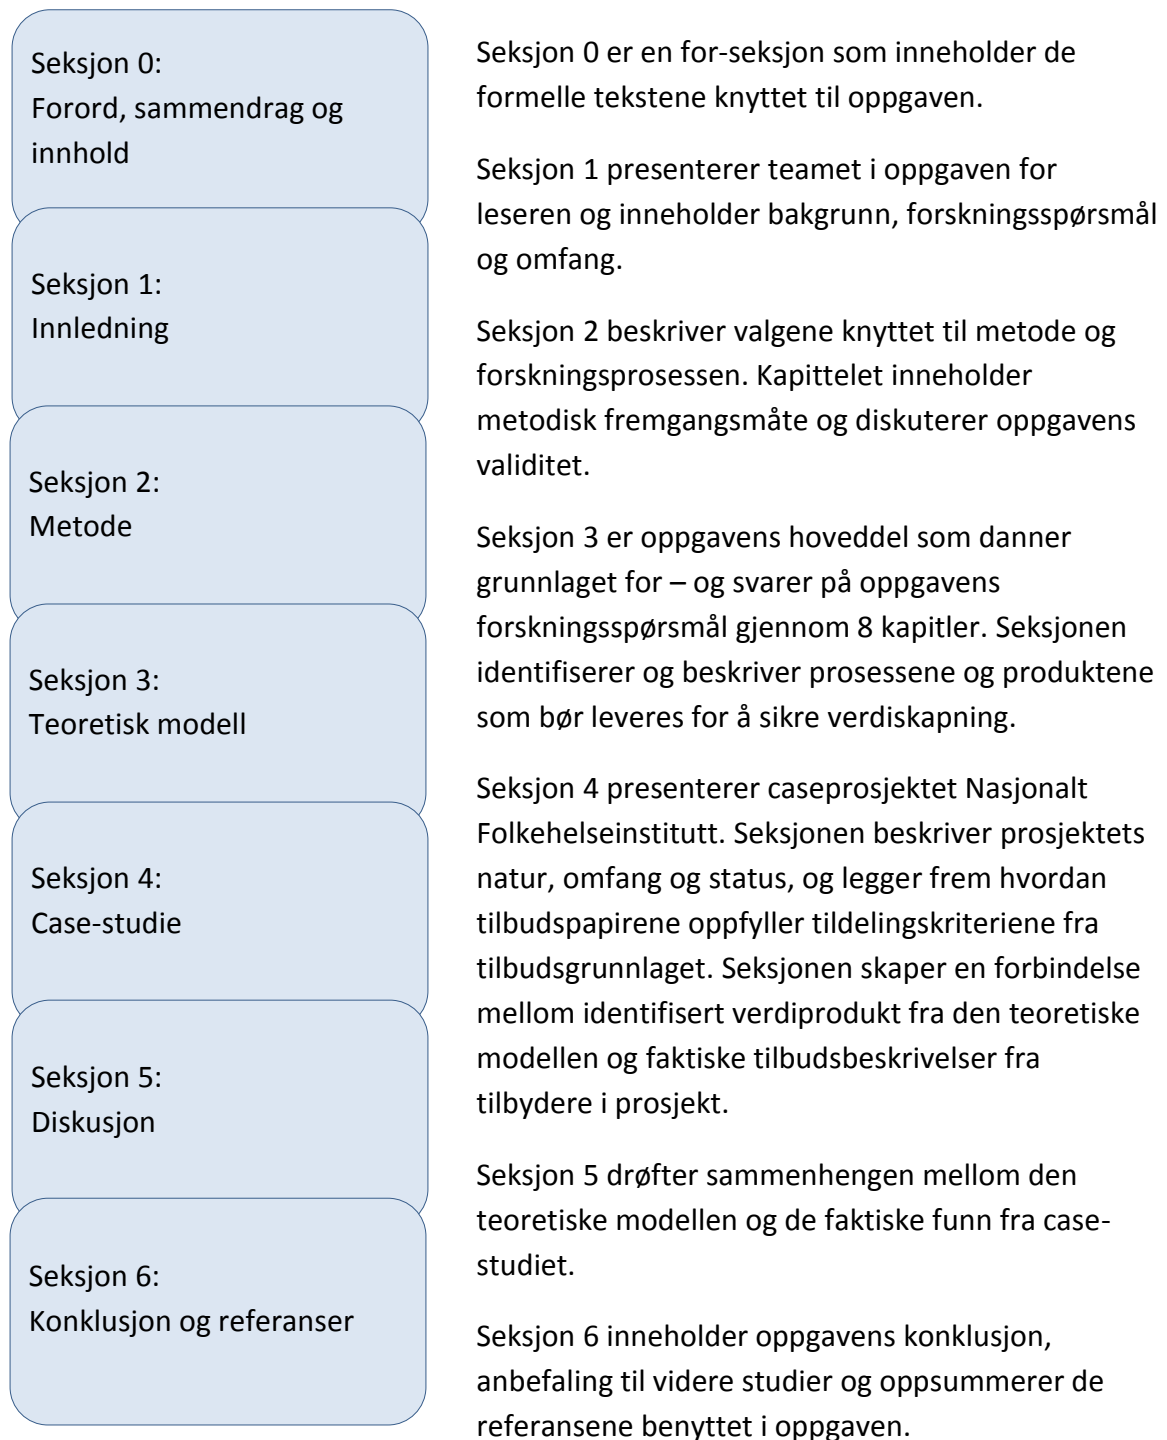 Seksjon 0:
Forord, sammendrag og
innhold
Seksjon 1:
Innledning
Seksjon 2:
Metode
Seksjon 3:
Teoretisk modell
Seksjon 4:
Case-studie
Seksjon 5:
Diskusjon
Seksjon 6:
Konklusjon og referanser
Seksjon 0 er en for-seksjon som inneholder de
formelle tekstene knyttet til oppgaven.
Seksjon 1 presenterer teamet i oppgaven for
leseren og inneholder bakgrunn, forskningsspørsmål
og omfang.
Seksjon 2 beskriver valgene knyttet til metode og
forskningsprosessen. Kapittelet inneholder
metodisk fremgangsmåte og diskuterer oppgavens
validitet.
Seksjon 3 er oppgavens hoveddel som danner
grunnlaget for – og svarer på oppgavens
forskningsspørsmål gjennom 8 kapitler. Seksjonen
identifiserer og beskriver prosessene og produktene
som bør leveres for å sikre verdiskapning.
Seksjon 4 presenterer caseprosjektet Nasjonalt
Folkehelseinstitutt. Seksjonen beskriver prosjektets
natur, omfang og status, og legger frem hvordan
tilbudspapirene oppfyller tildelingskriteriene fra
tilbudsgrunnlaget. Seksjonen skaper en forbindelse
mellom identifisert verdiprodukt fra den teoretiske
modellen og faktiske tilbudsbeskrivelser fra
tilbydere i prosjekt.
Seksjon 5 drøfter sammenhengen mellom den
teoretiske modellen og de faktiske funn fra case-
studiet.
Seksjon 6 inneholder oppgavens konklusjon,
anbefaling til videre studier og oppsummerer de
referansene benyttet i oppgaven.